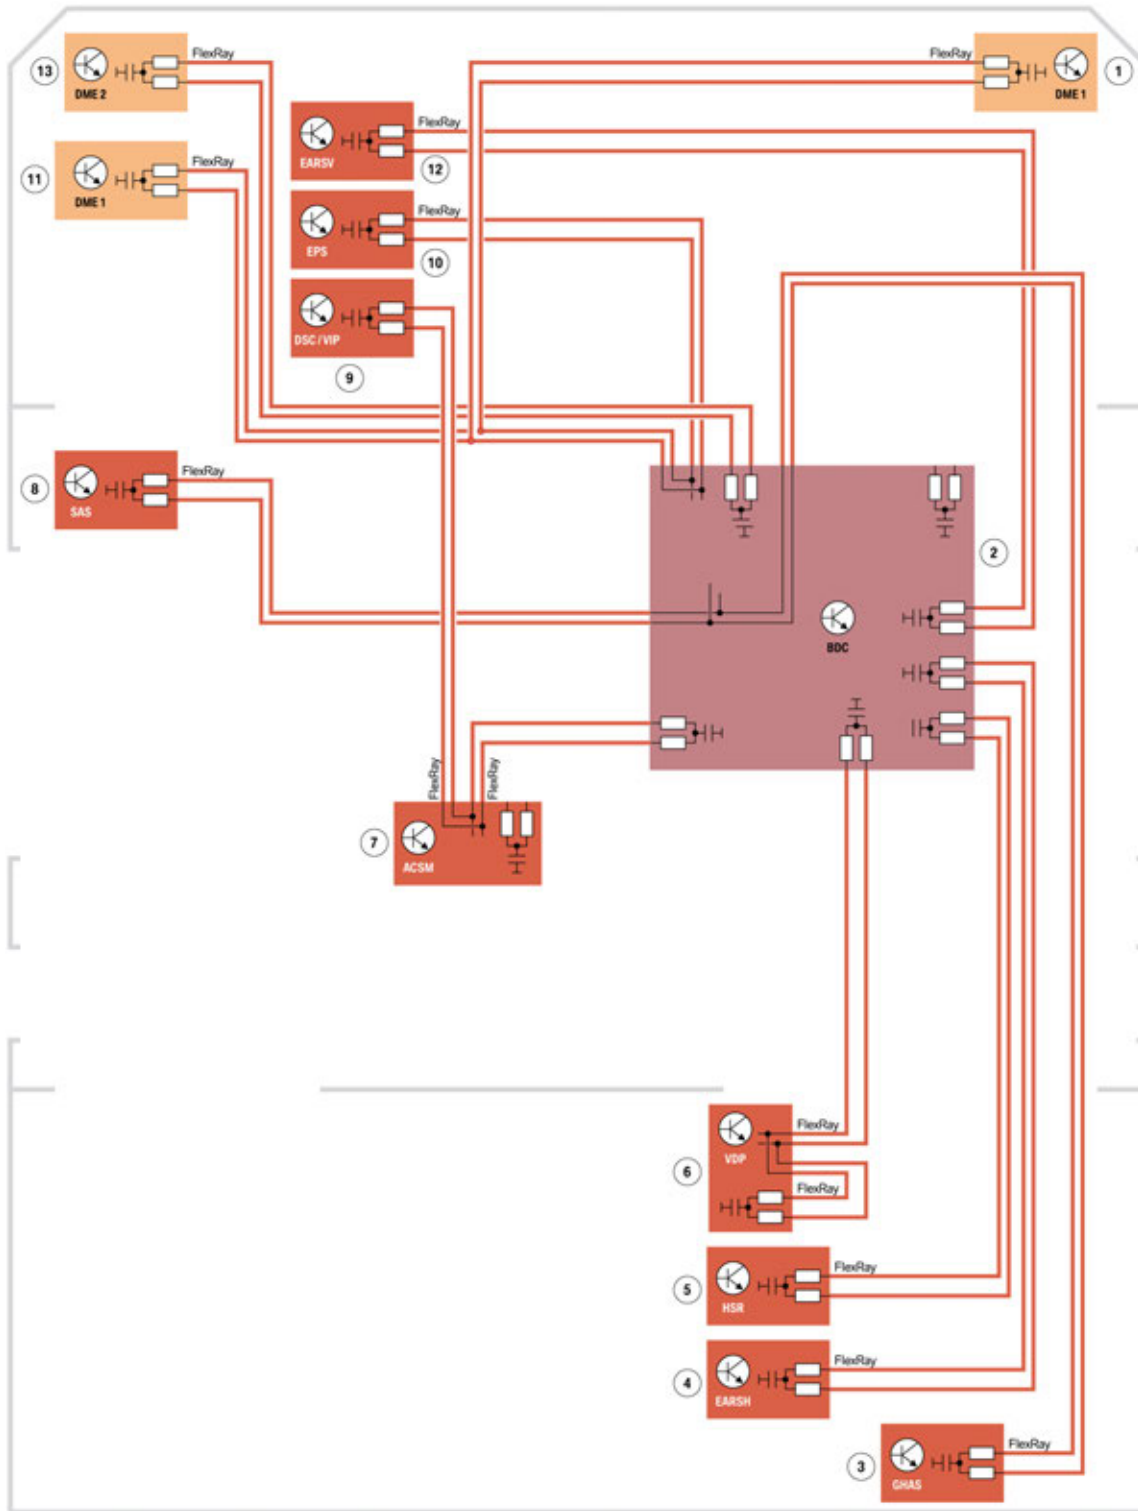 FlexRay
FlexRay
13
DME 2
1
DME 1
FlexRay
EARSV
12
FlexRay
11
DME 1
FlexRay
EPS
10
DSC / VIP
9
FlexRay
8
SAS
2
BDC
FlexRay
FlexRay
7
ACSM
FlexRay
VDP
6
FlexRay
FlexRay
5
HSR
FlexRay
4
EARSH
FlexRay
3
GHAS